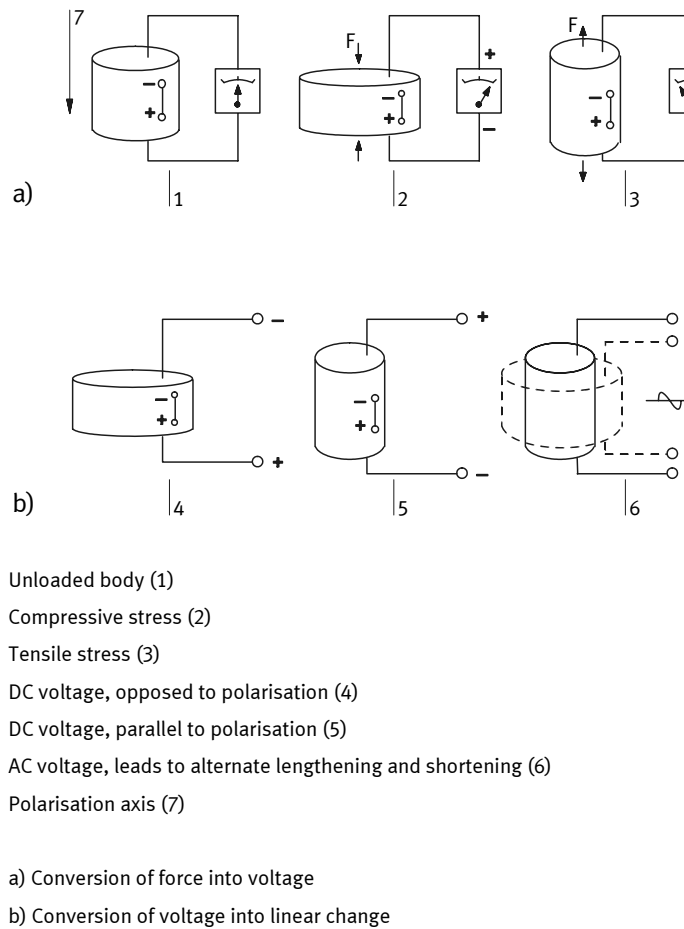 7
F
F
− − + −
+ + − +
a) 1 2 3
− +
− −
+ +
+ −
b) 4 5 6
Unloaded body (1)
Compressive stress (2)
Tensile stress (3)
DC voltage, opposed to polarisation (4)
DC voltage, parallel to polarisation (5)
AC voltage, leads to alternate lengthening and shortening (6)
Polarisation axis (7)
a) Conversion of force into voltage
b) Conversion of voltage into linear change